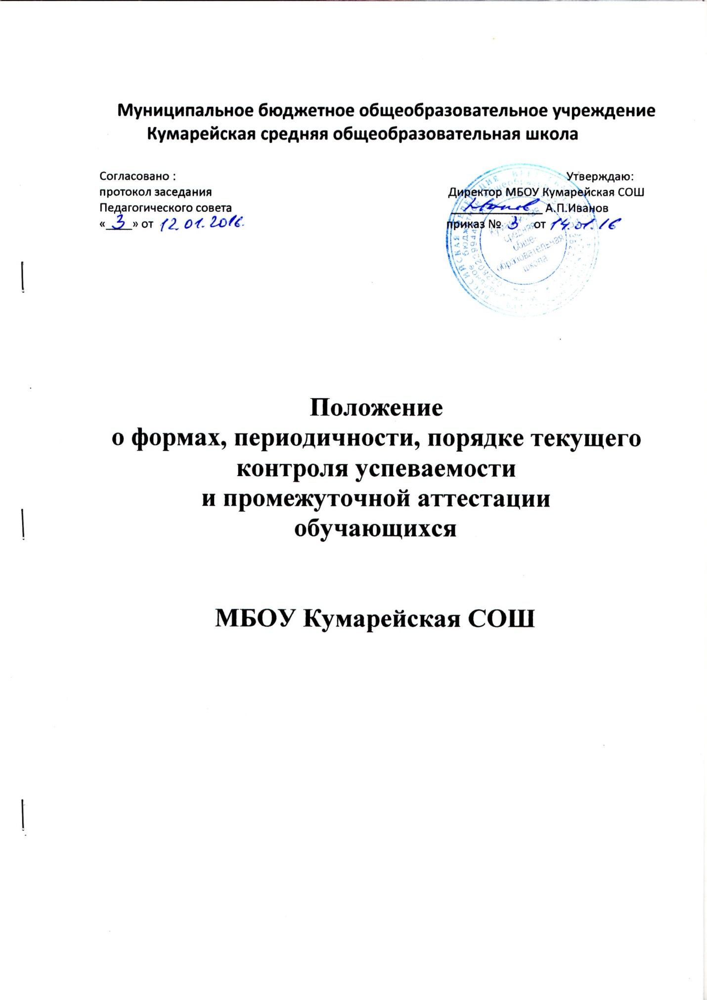 Муниципальное бюджетное общеобразовательное учреждение
Кумарейская средняя общеобразовательная школа
Согласовано :
протокол заседания
Педагогического совета
«3» от 12.01.2016.
Утверждаю:
Директор МБОУ Кумарейская СОШ
А.П.Иванов
приказ № 3 от 14.01.16
Кумарейская
средняя
обще-
образовательная
школа
Положение
о формах, периодичности, порядке текущего
контроля успеваемости
и промежуточной аттестации
обучающихся
МБОУ Кумарейская СОШ